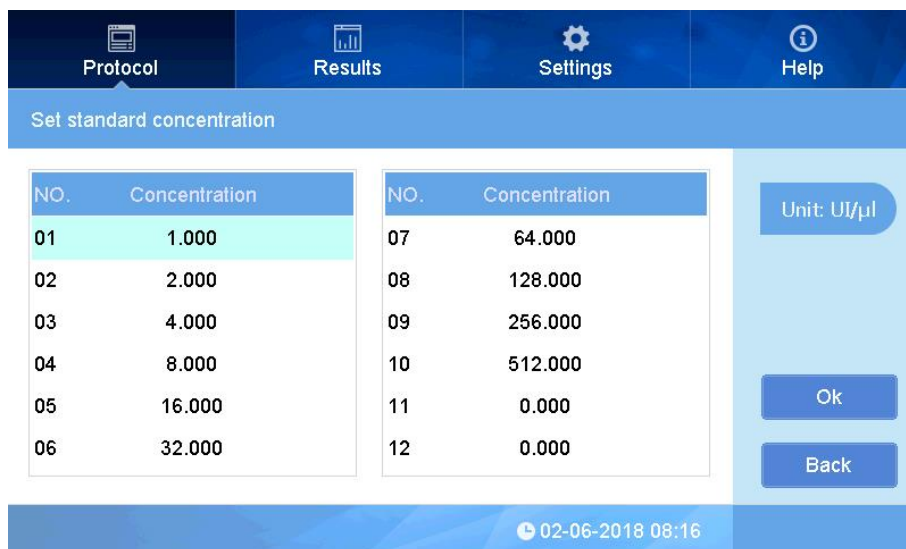 Protocol Results Settings Help
Set standard concentration
NO. Concentration NO. Concentration
Unit: UI/µl
01 1.000 07 64.000
02 2.000 08 128.000
03 4.000 09 256.000
04 8.000 10 512.000
05 16.000 11 0.000
06 32.000 12 0.000
Ok
Back
02-06-2018 08:16